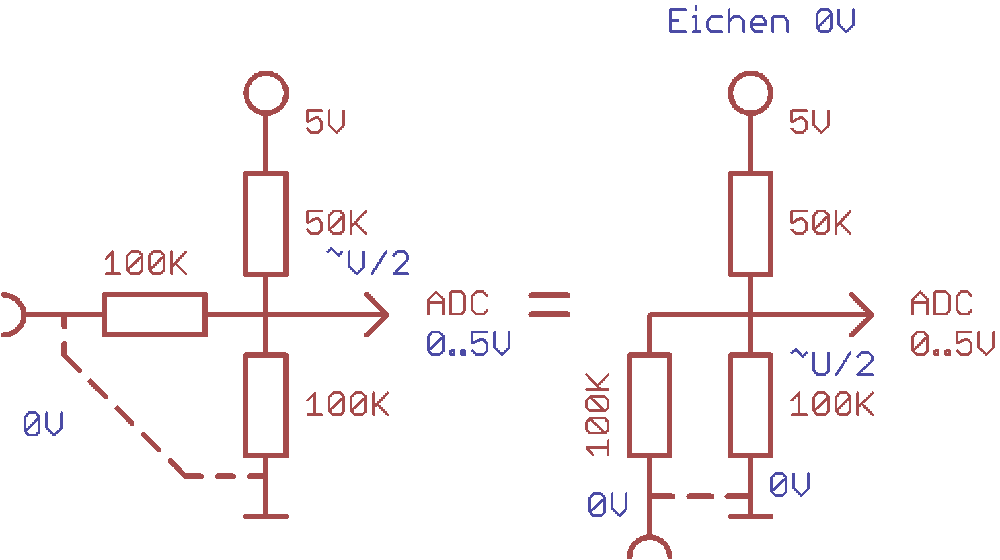 Eichen 0V
5V
5V
50K
50K
~V/2
100K
ADC
ADC
0..5V
0..5V
~U/2
100K
100K
100K
0V
0V
0V
=